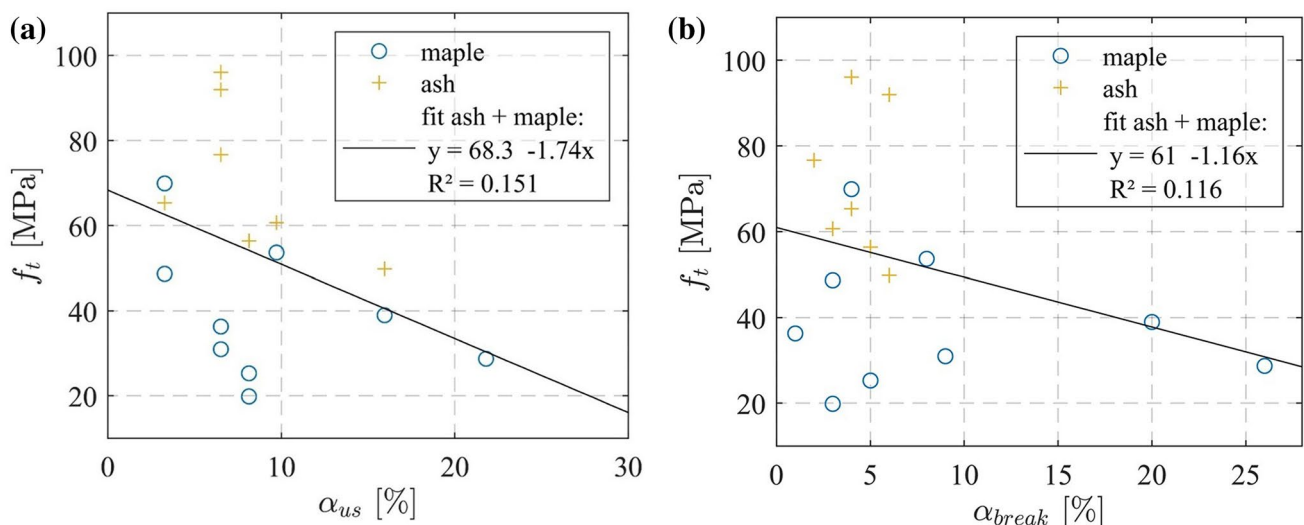 (a)
100
80
60
40
20
f_t [MPa]
maple
ash
fit ash + maple:
y = 68.3 -1.74x
R² = 0.151
0
10
20
30
α_us [%]
(b)
100
80
60
40
20
f_t [MPa]
maple
ash
fit ash + maple:
y = 61 -1.16x
R² = 0.116
0
5
10
15
20
25
α_break [%]